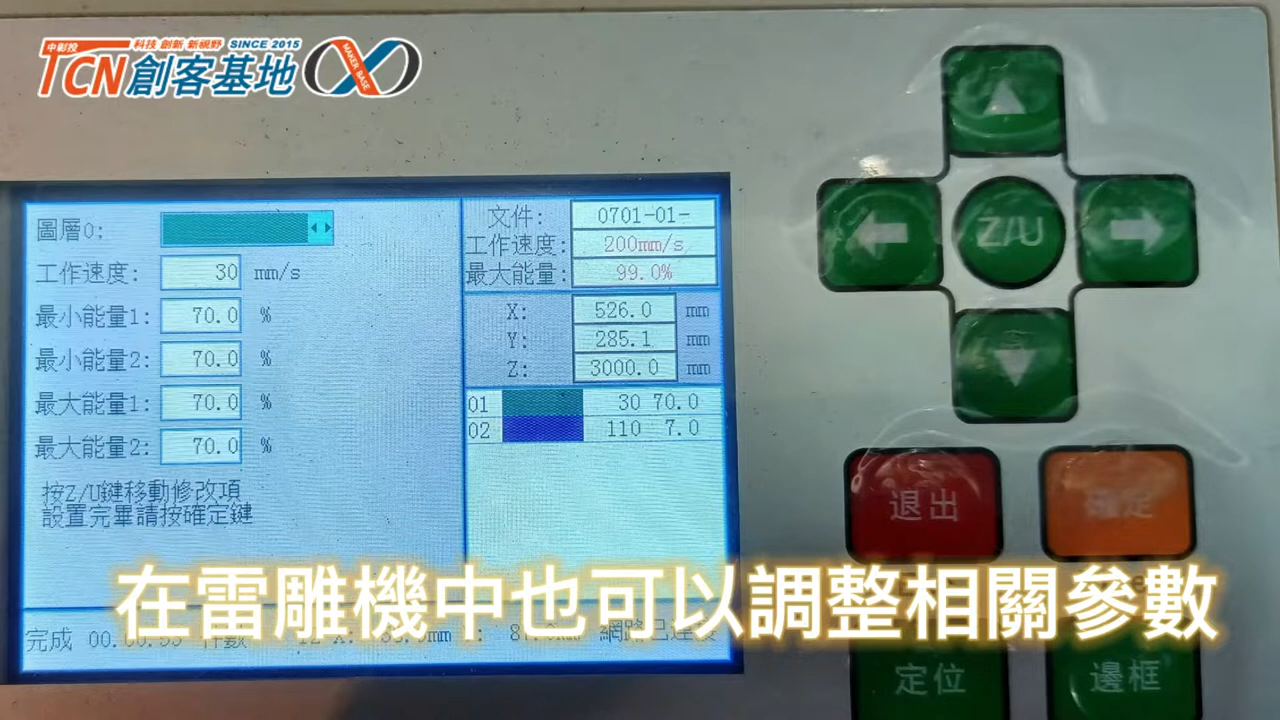 中彰投 科技 創新 新視野 SINCE 2015
TCN創客基地
MAKER BASE
圖層0:
工作速度: 30 mm/s
最小能量1: 70.0 %
最小能量2: 70.0 %
最大能量1: 70.0 %
最大能量2: 70.0 %
按Z/U鍵移動修改項
設置完畢請按確定鍵
文件: 0701-01-
工作速度: 200mm/s
最大能量: 99.0%
X: 526.0 mm
Y: 285.1 mm
Z: 3000.0 mm
01 30 70.0
02 110 7.0
完成
Z/U
退出
確定
定位
邊框
在雷雕機中也可以調整相關參數